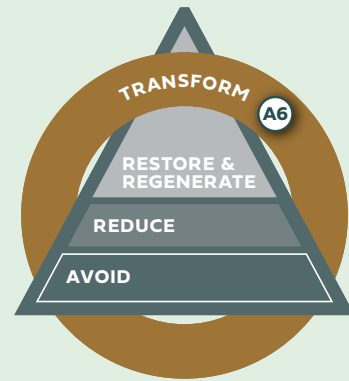 TRANSFORM
A6
RESTORE &
REGENERATE
REDUCE
AVOID